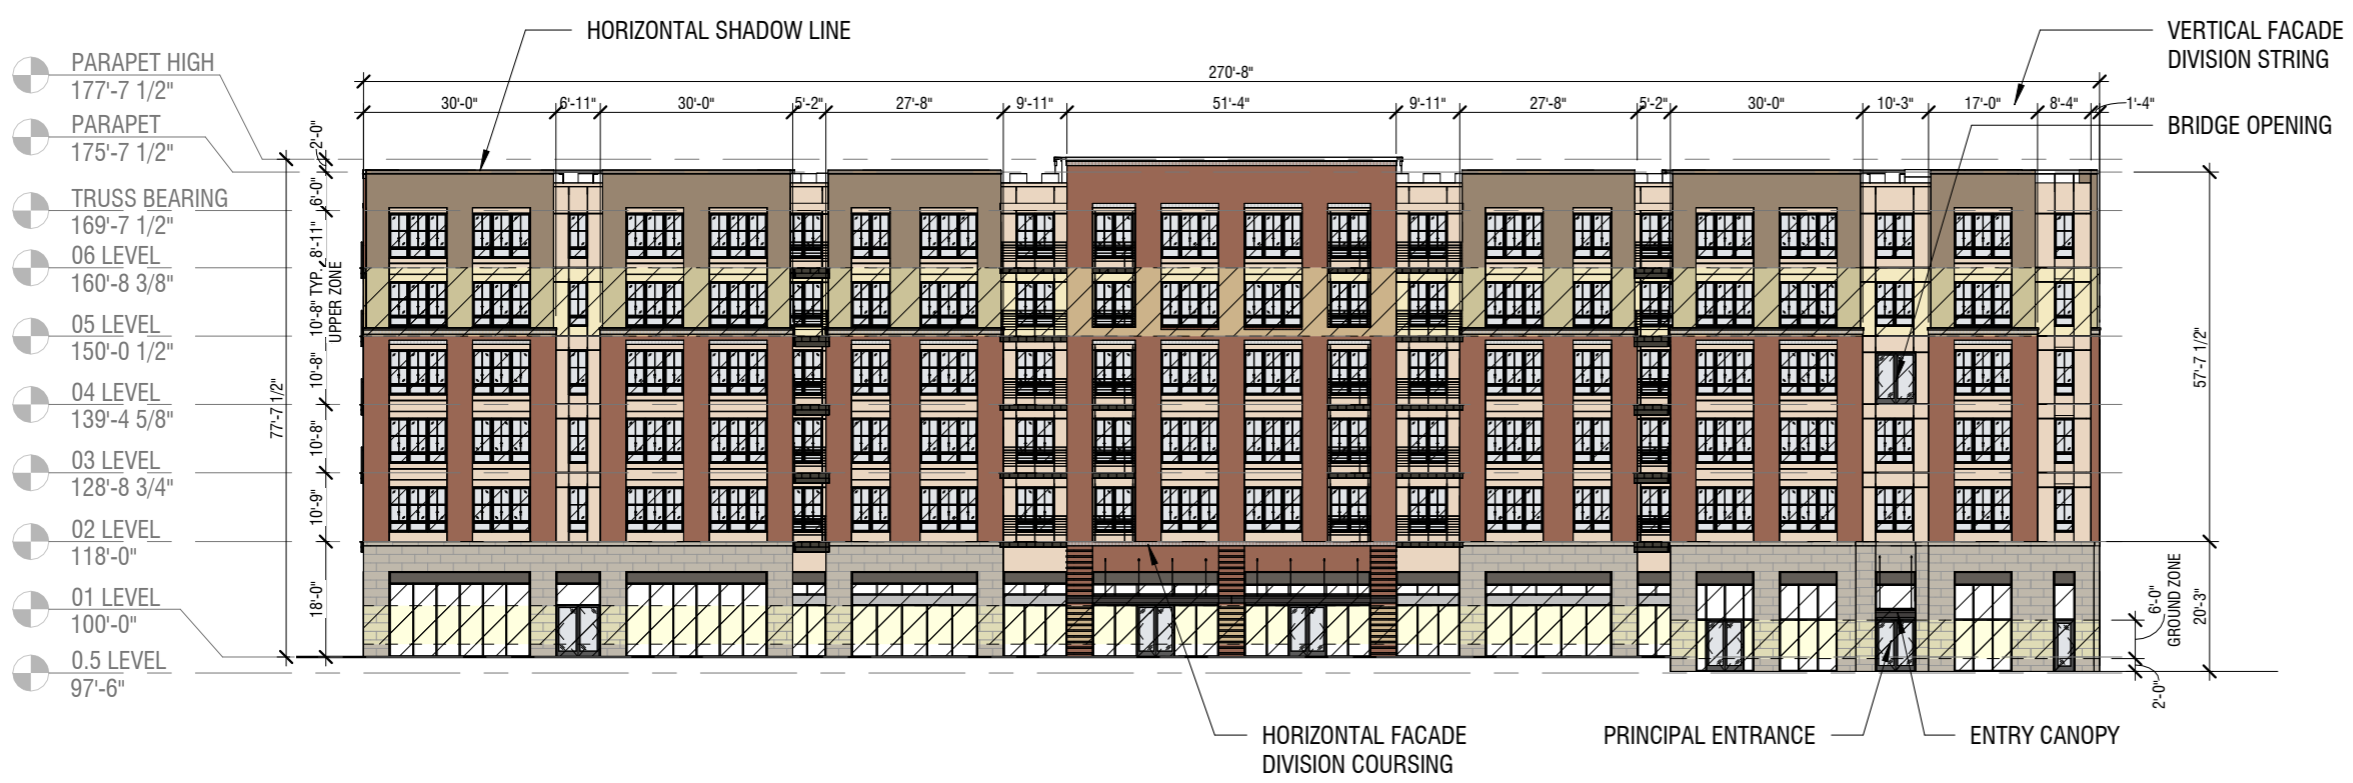 HORIZONTAL SHADOW LINE
VERTICAL FACADE
DIVISION STRING
PARAPET HIGH
177'-7 1/2"
270'-8"
30'-0" 6'-11" 30'-0" 5'-2" 27'-8" 9'-11" 51'-4" 9'-11" 27'-8" 5'-2" 30'-0" 10'-3" 17'-0" 8'-4" 1'-4"
BRIDGE OPENING
PARAPET
175'-7 1/2"
2'-0"
6'-0"
TRUSS BEARING
169'-7 1/2"
8'-11"
06 LEVEL
160'-8 3/8"
10'-8" TYP.
UPPER ZONE
05 LEVEL
150'-0 1/2"
10'-8"
57'-7 1/2"
04 LEVEL
139'-4 5/8"
77'-7 1/2"
10'-8"
03 LEVEL
128'-8 3/4"
10'-9"
02 LEVEL
118'-0"
18'-0"
01 LEVEL
100'-0"
6'-0"
GROUND ZONE
20'-3"
0.5 LEVEL
97'-6"
2'-0"
HORIZONTAL FACADE
DIVISION COURSING
PRINCIPAL ENTRANCE
ENTRY CANOPY